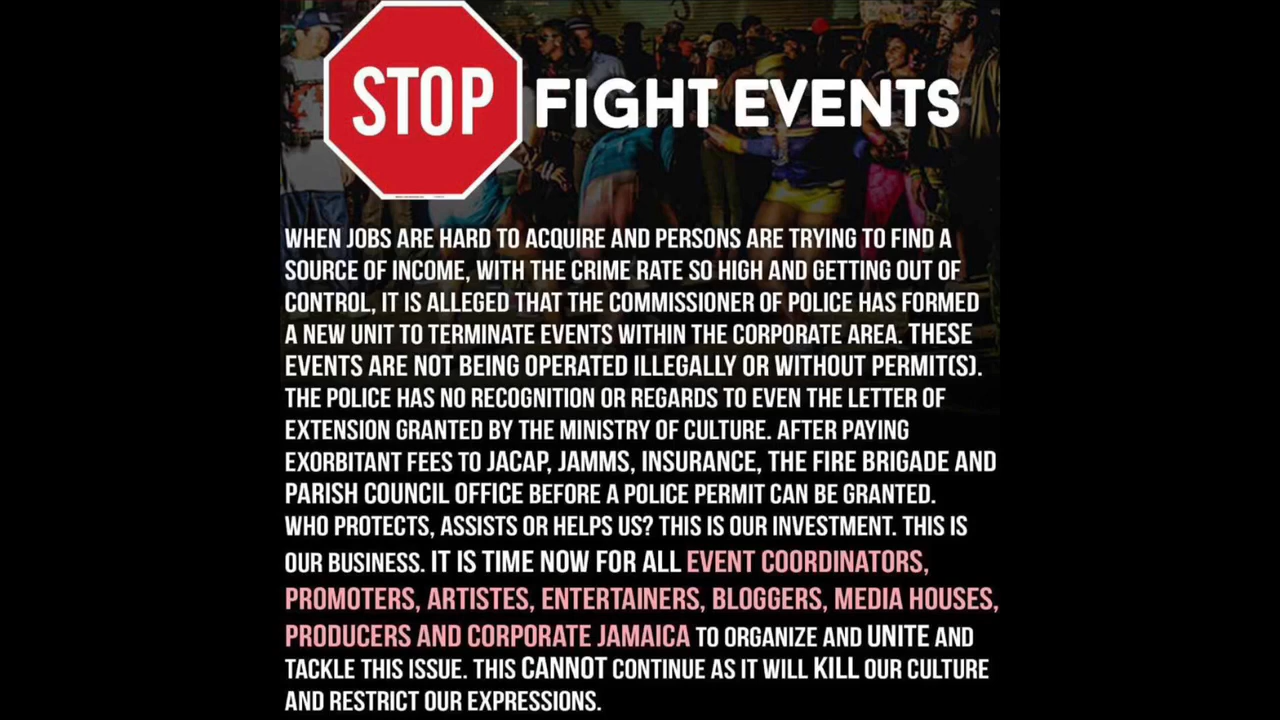 STOP FIGHT EVENTS
WHEN JOBS ARE HARD TO ACQUIRE AND PERSONS ARE TRYING TO FIND A
SOURCE OF INCOME, WITH THE CRIME RATE SO HIGH AND GETTING OUT OF
CONTROL, IT IS ALLEGED THAT THE COMMISSIONER OF POLICE HAS FORMED
A NEW UNIT TO TERMINATE EVENTS WITHIN THE CORPORATE AREA. THESE
EVENTS ARE NOT BEING OPERATED ILLEGALLY OR WITHOUT PERMIT(S).
THE POLICE HAS NO RECOGNITION OR REGARDS TO EVEN THE LETTER OF
EXTENSION GRANTED BY THE MINISTRY OF CULTURE. AFTER PAYING
EXORBITANT FEES TO JACAP, JAMMS, INSURANCE, THE FIRE BRIGADE AND
PARISH COUNCIL OFFICE BEFORE A POLICE PERMIT CAN BE GRANTED.
WHO PROTECTS, ASSISTS OR HELPS US? THIS IS OUR INVESTMENT. THIS IS
OUR BUSINESS. IT IS TIME NOW FOR ALL EVENT COORDINATORS,
PROMOTERS, ARTISTES, ENTERTAINERS, BLOGGERS, MEDIA HOUSES,
PRODUCERS AND CORPORATE JAMAICA TO ORGANIZE AND UNITE AND
TACKLE THIS ISSUE. THIS CANNOT CONTINUE AS IT WILL KILL OUR CULTURE
AND RESTRICT OUR EXPRESSIONS.